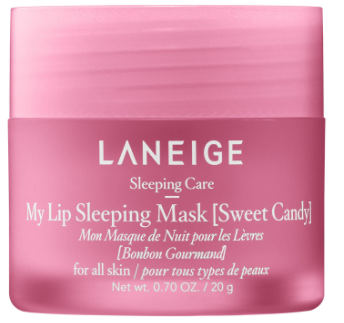 LANEIGE
Sleeping Care
My Lip Sleeping Mask [Sweet Candy]
Mon Masque de Nuit pour les Lèvres
[Bonbon Gourmand]
for all skin / pour tous types de peaux
Net wt. 0.70 OZ. / 20 g